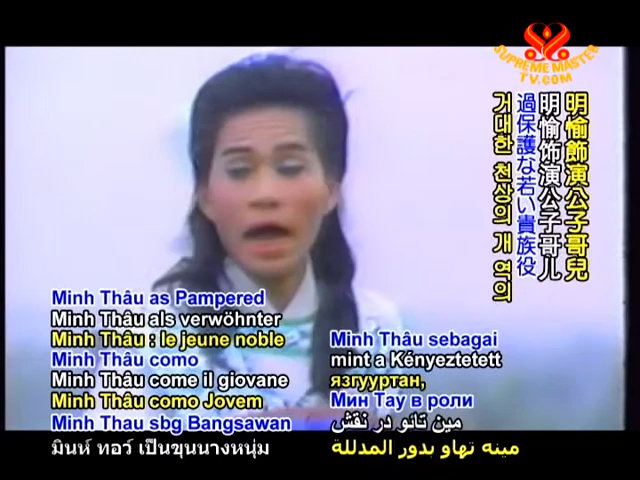 SUPREME MASTER
TV.COM
明愉飾演公子哥兒
明愉饰演公子哥儿
過保護な若い貴族役
거대한 천상의 개 역의
Minh Thâu as Pampered
Minh Thâu als verwöhnter
Minh Thâu : le jeune noble
Minh Thâu como
Minh Thâu come il giovane
Minh Thâu como Jovem
Minh Thau sbg Bangsawan
มินห์ ทอว์ เป็นขุนนางหนุ่ม
Minh Thâu sebagai
mint a Kényeztetett
язгууртан,
Мин Тау в роли
مین تائو در نقش
مينه تهاو بدور المدللة